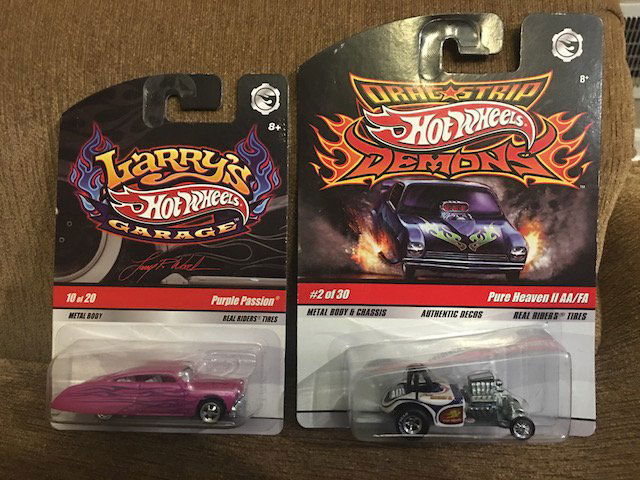 8+
Larry's
Hot Wheels
GARAGE
10 of 20
Purple Passion®
METAL BODY
REAL RIDERS® TIRES
8+
DRAG STRIP
Hot Wheels
DEMONS™
#2 of 30
Pure Heaven II AA/FA
METAL BODY & CHASSIS
AUTHENTIC DECOS
REAL RIDERS® TIRES